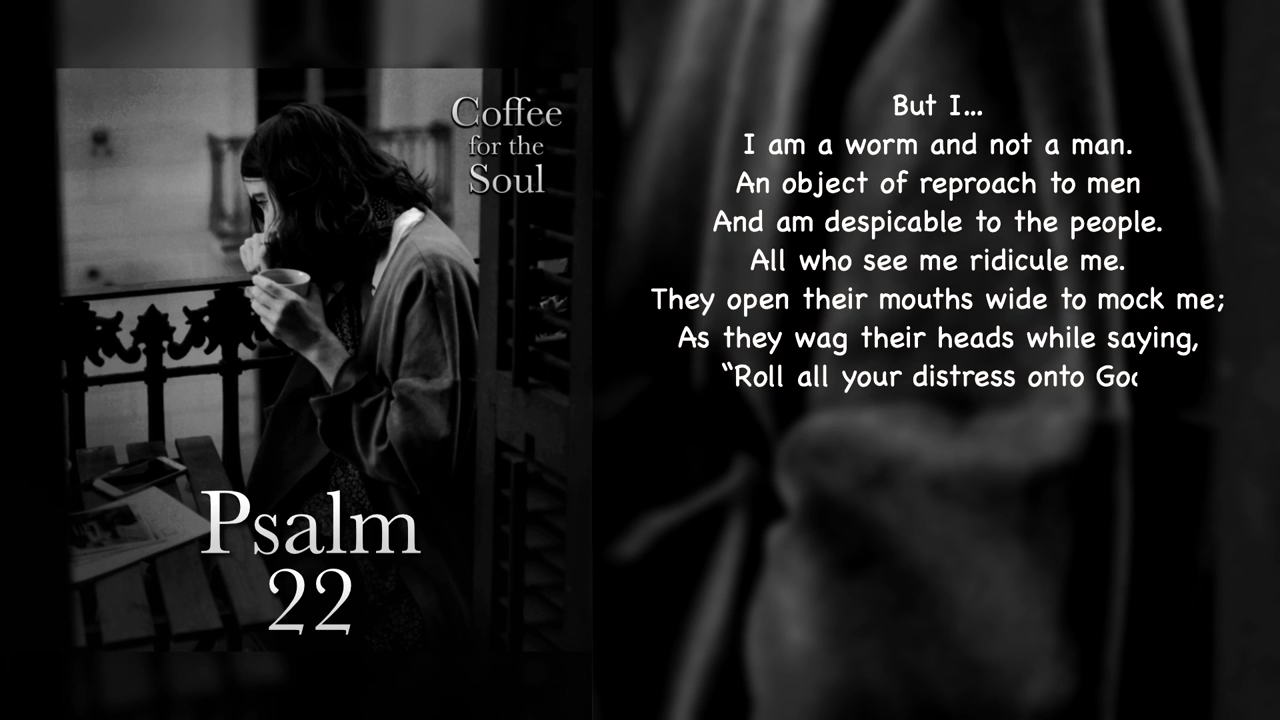 Coffee
for the
Soul
Psalm
22
But I...
I am a worm and not a man.
An object of reproach to men
And am despicable to the people.
All who see me ridicule me.
They open their mouths wide to mock me;
As they wag their heads while saying,
“Roll all your distress onto